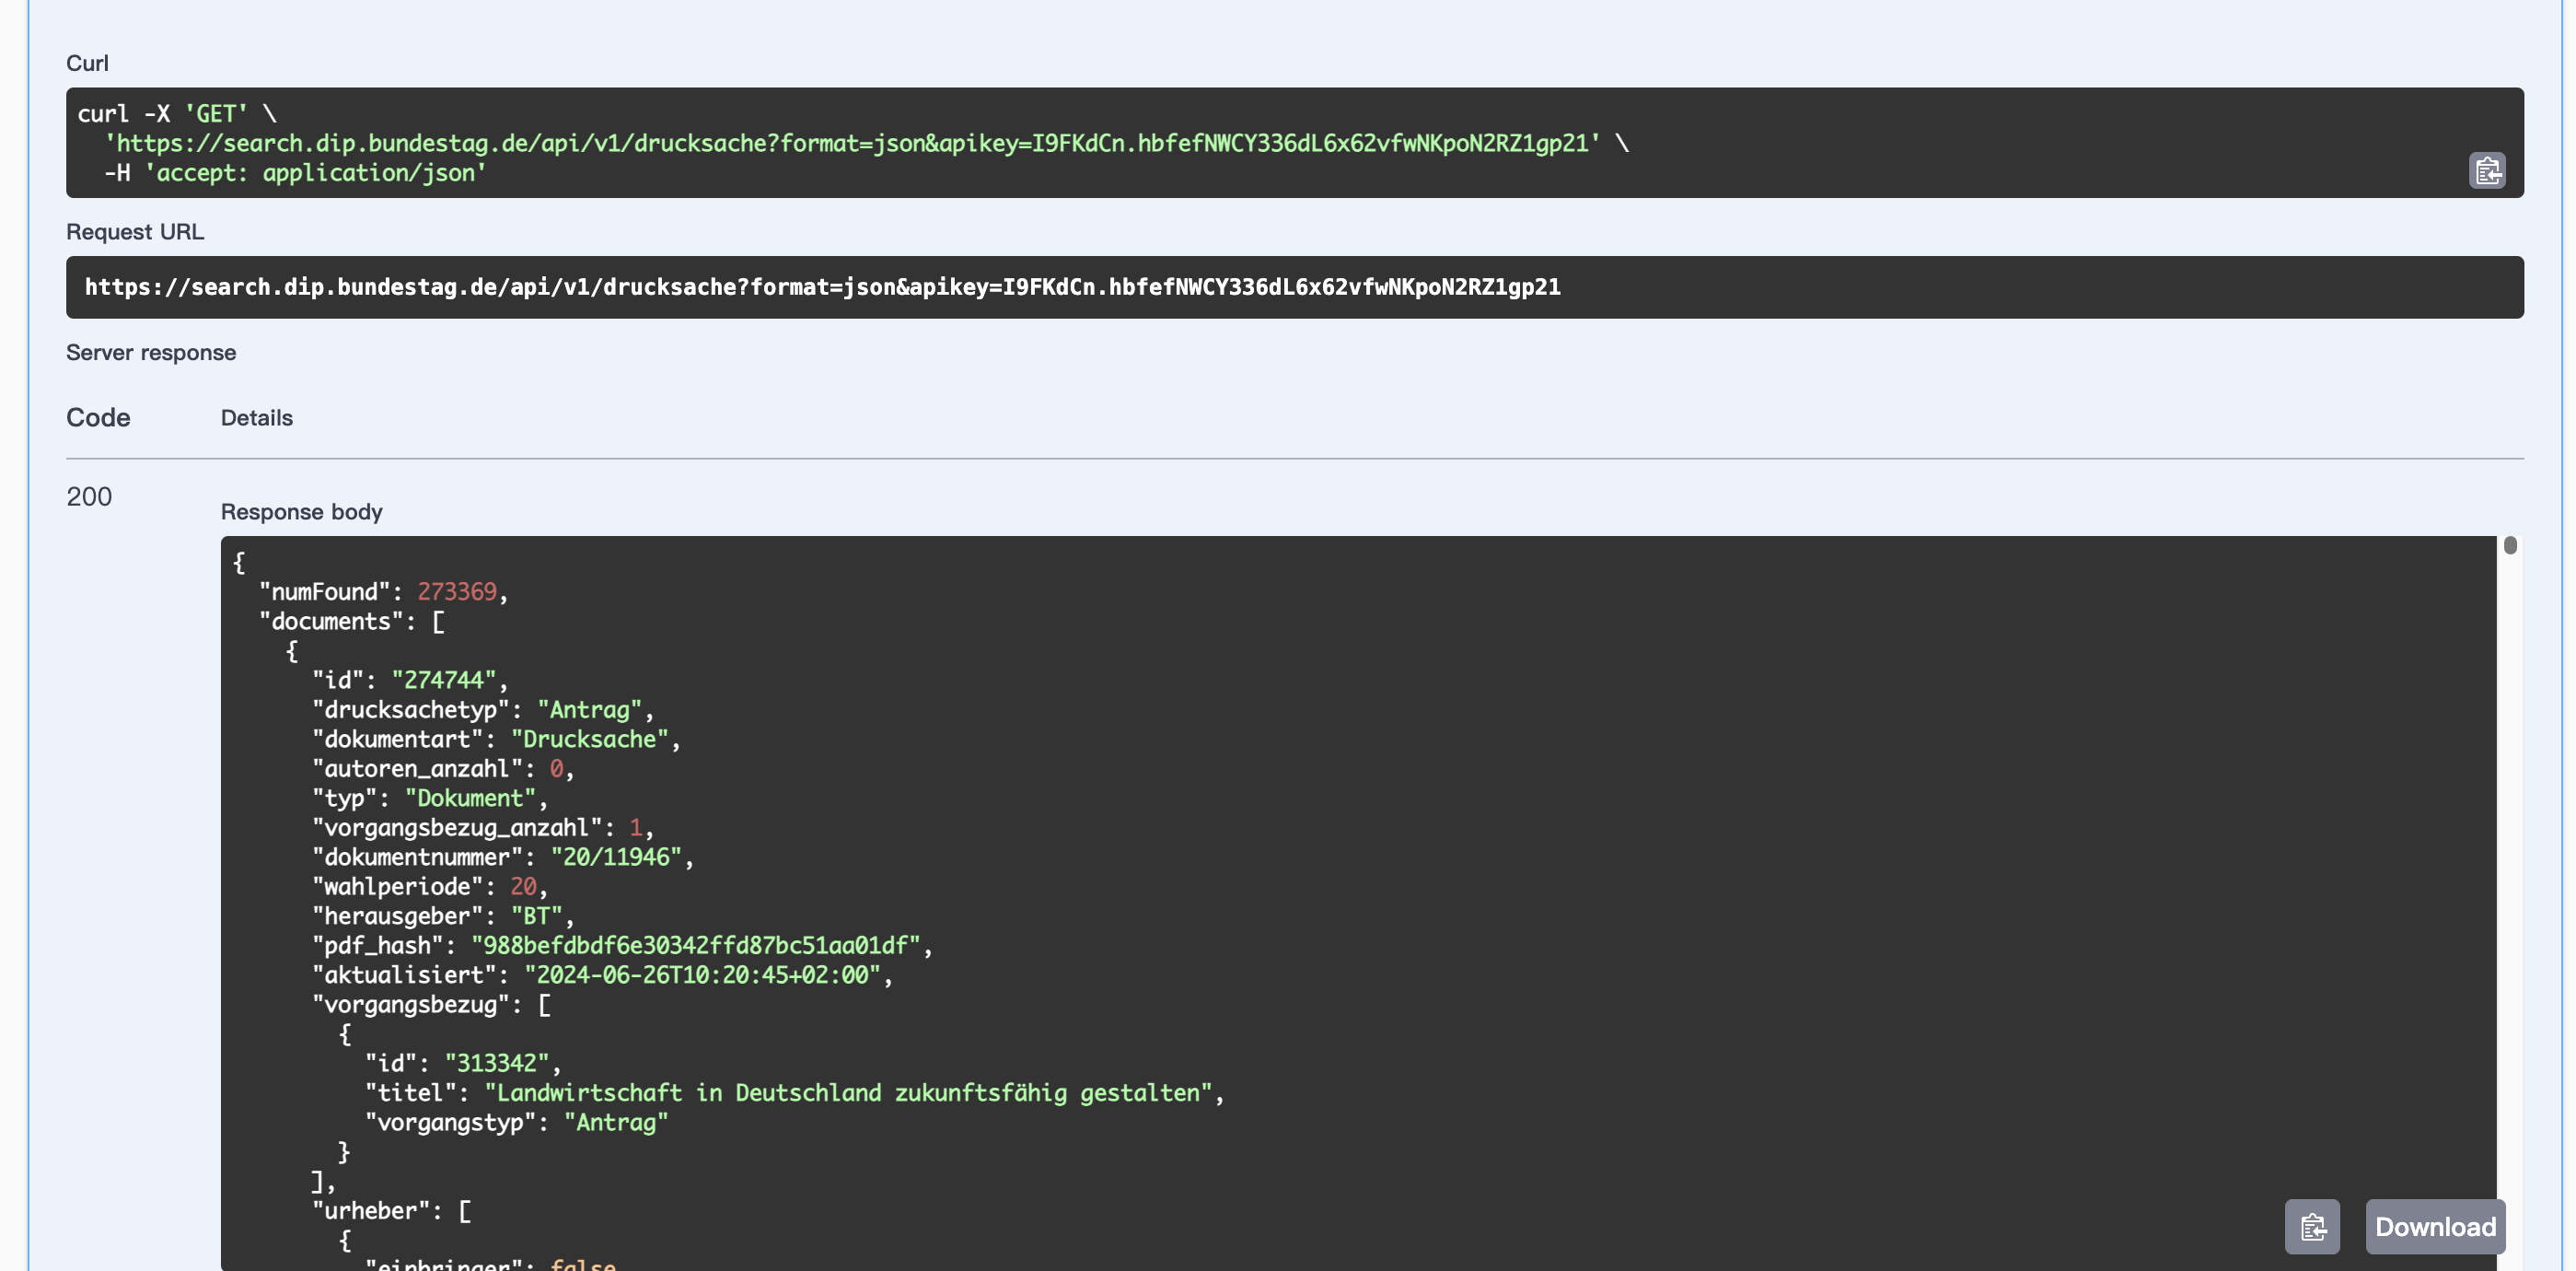 Curl
curl -X 'GET' \
'https://search.dip.bundestag.de/api/v1/drucksache?format=json&apikey=I9FKdCn.hbfefNWCY336dL6x62vfwNKpoN2RZ1gp21' \
-H 'accept: application/json'
Request URL
https://search.dip.bundestag.de/api/v1/drucksache?format=json&apikey=I9FKdCn.hbfefNWCY336dL6x62vfwNKpoN2RZ1gp21
Server response
Code Details
200
Response body
{
"numFound": 273369,
"documents": [
{
"id": "274744",
"drucksachetyp": "Antrag",
"dokumentart": "Drucksache",
"autoren_anzahl": 0,
"typ": "Dokument",
"vorgangsbezug_anzahl": 1,
"dokumentnummer": "20/11946",
"wahlperiode": 20,
"herausgeber": "BT",
"pdf_hash": "988befdbdf6e30342ffd87bc51aa01df",
"aktualisiert": "2024-06-26T10:20:45+02:00",
"vorgangsbezug": [
{
"id": "313342",
"titel": "Landwirtschaft in Deutschland zukunftsfähig gestalten",
"vorgangstyp": "Antrag"
}
],
"urheber": [
{
"einbringer": false
Download